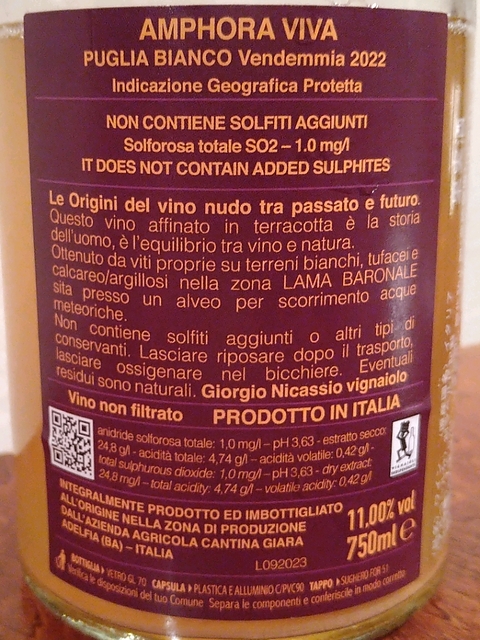 AMPHORA VIVA
PUGLIA BIANCO Vendemmia 2022
Indicazione Geografica Protetta
NON CONTIENE SOLFITI AGGIUNTI
Solforosa totale SO2 – 1.0 mg/l
IT DOES NOT CONTAIN ADDED SULPHITES
Le Origini del vino nudo tra passato e futuro.
Questo vino affinato in terracotta è la storia
dell'uomo, è l'equilibrio tra vino e natura.
Ottenuto da viti proprie su terreni bianchi, tufacei e
calcareo/argillosi nella zona LAMA BARONALE
sita presso un alveo per scorrimento acque
meteoriche.
Non contiene solfiti aggiunti o altri tipi di
conservanti. Lasciare riposare dopo il trasporto,
lasciare ossigenare nel bicchiere. Eventuali
residui sono naturali. Giorgio Nicassio vignaiolo
Vino non filtrato PRODOTTO IN ITALIA
anidride solforosa totale: 1,0 mg/l – pH 3,63 - estratto secco:
24,8 g/l - acidità totale: 4,74 g/l – acidità volatile: 0,42 g/l -
total sulphurous dioxide: 1,0 mg/l – pH 3,63 - dry extract:
24,8 mg/l – total acidity: 4,74 g/l – volatile acidity: 0,42 g/l
INTEGRALMENTE PRODOTTO ED IMBOTTIGLIATO
ALL'ORIGINE NELLA ZONA DI PRODUZIONE
DALL'AZIENDA AGRICOLA CANTINA GIARA
ADELFIA (BA) – ITALIA
11,00% vol
750ml e
L092023
BOTTIGLIA VETRO GL 70 CAPSULA PLASTICA E ALLUMINIO C/PVC90 TAPPO SUGHERO FOR 51
Verifica le disposizioni del tuo Comune Separa le componenti e conferiscile in modo corretto